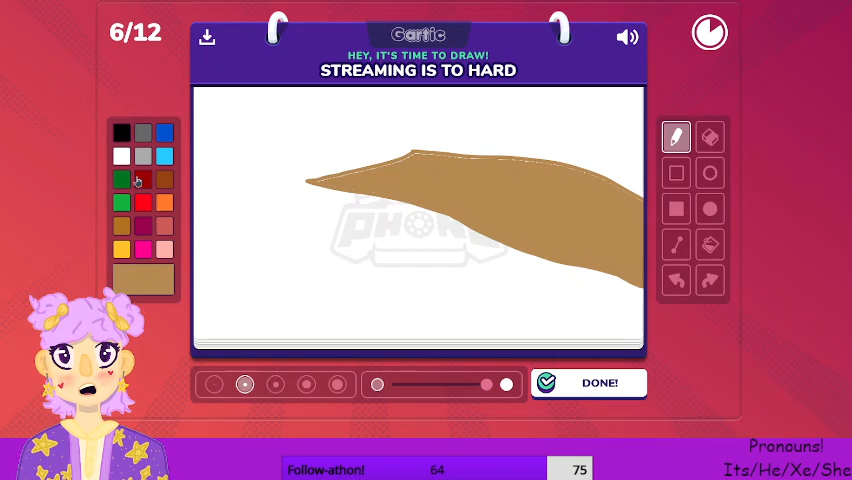 6/12
Gartic
HEY, IT'S TIME TO DRAW!
STREAMING IS TO HARD
PHONE
DONE!
Pronouns!
Its/He/Xe/She
Follow-athon! 64 75